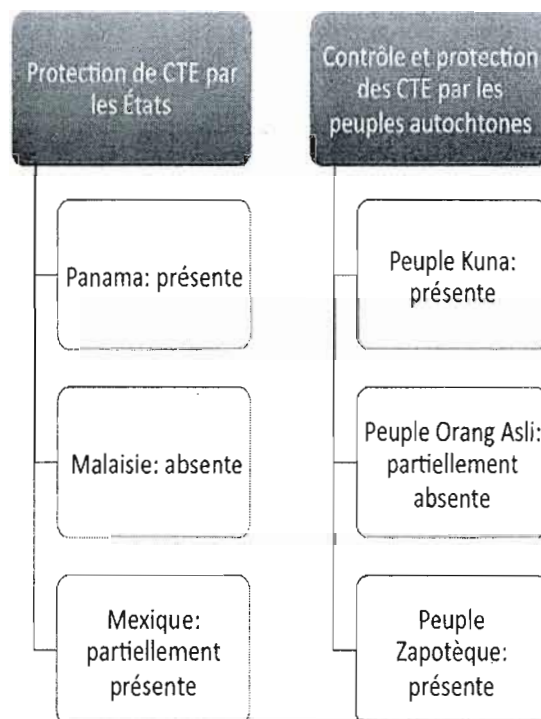 Protection de CTE par
les États
Panama: présente
Malaisie: absente
Mexique:
partiellement
présente
Contrôle et protection
des CTE par les
peuples autochtones
Peuple Kuna:
présente
Peuple Orang Asli:
partiellement
absente
Peuple
Zapotèque:
présente